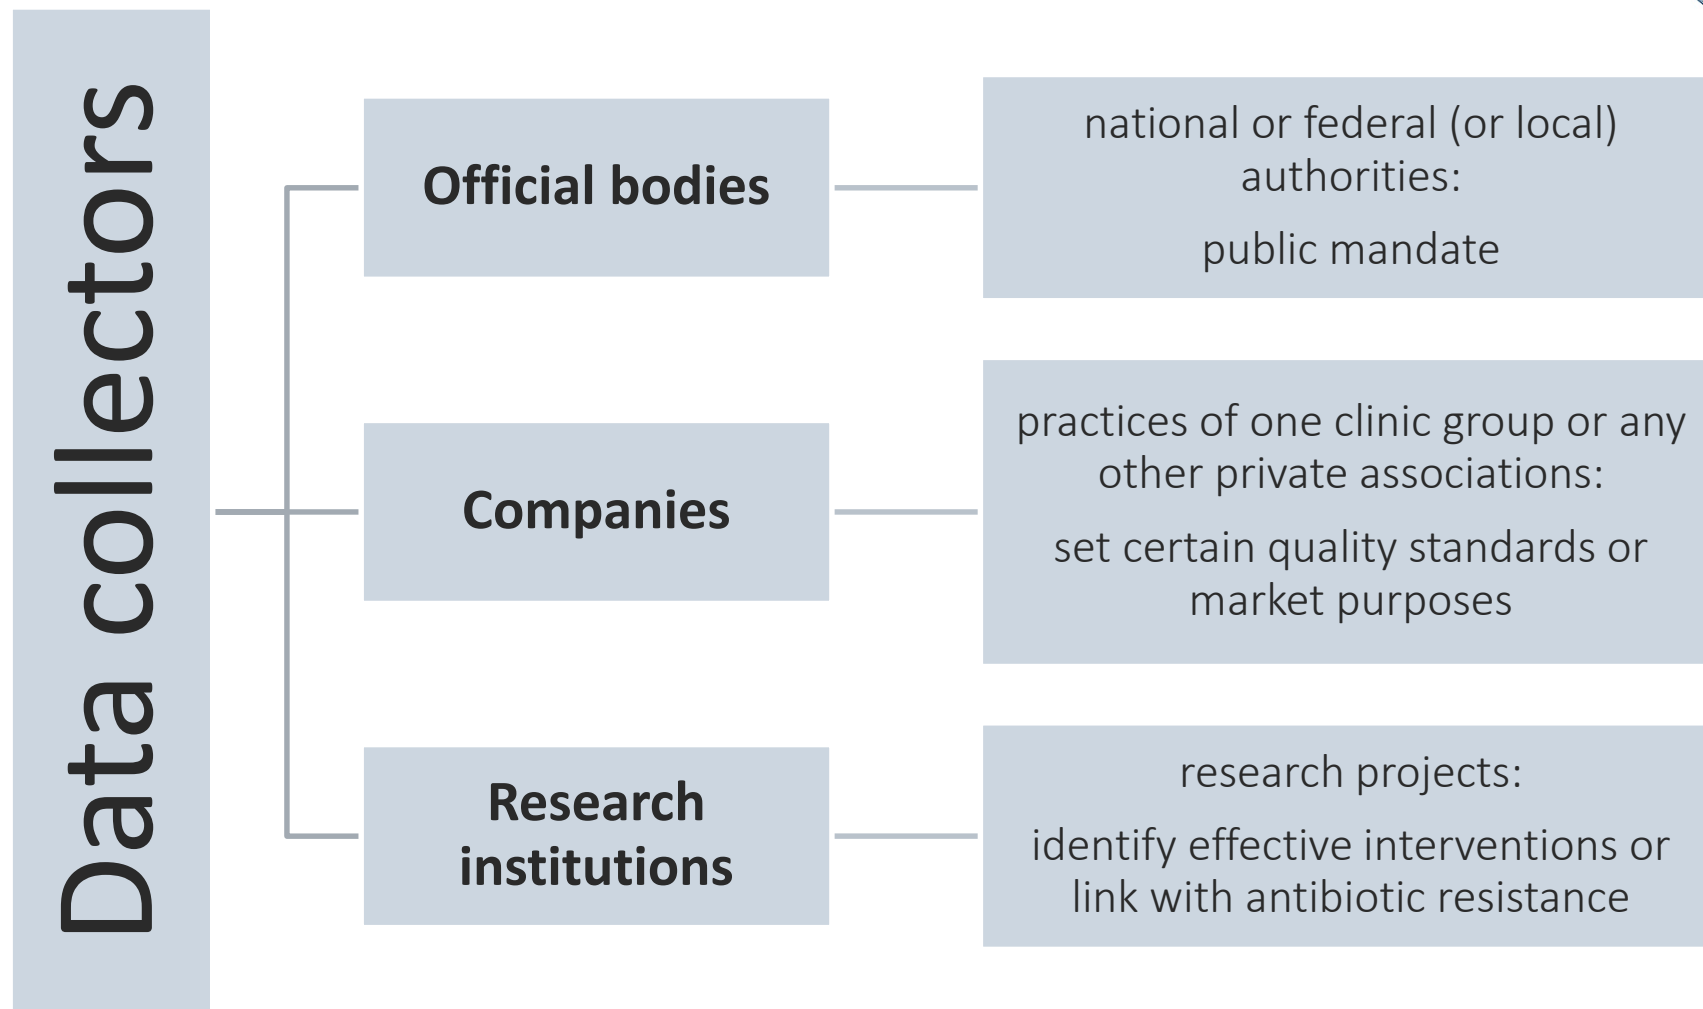 Data collectors
Official bodies
national or federal (or local)
authorities:
public mandate
Companies
practices of one clinic group or any
other private associations:
set certain quality standards or
market purposes
Research
institutions
research projects:
identify effective interventions or
link with antibiotic resistance